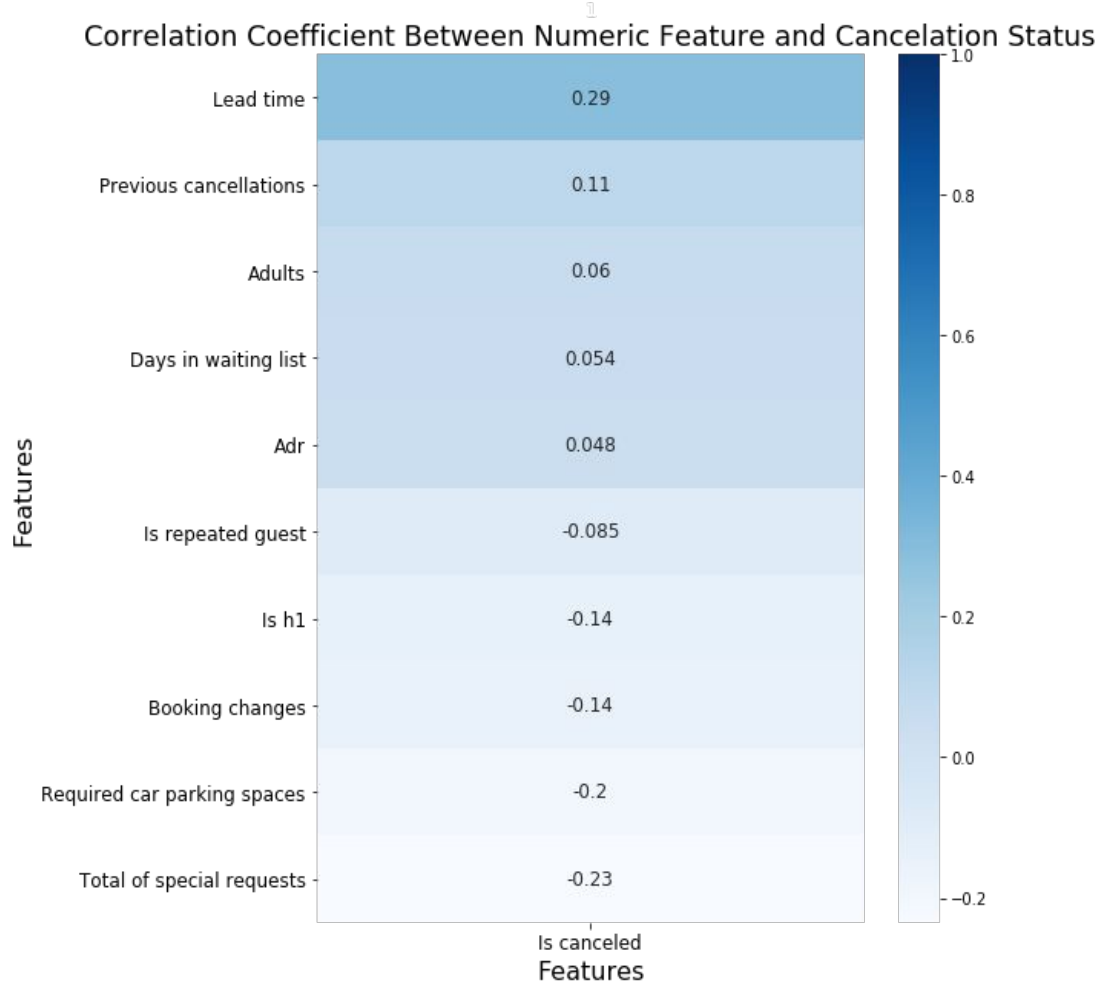 1
Correlation Coefficient Between Numeric Feature and Cancelation Status
Lead time
0.29
Previous cancellations
0.11
Adults
0.06
Days in waiting list
0.054
Adr
0.048
Is repeated guest
-0.085
Is h1
-0.14
Booking changes
-0.14
Required car parking spaces
-0.2
Total of special requests
-0.23
Features
Is canceled
Features
1.0
0.8
0.6
0.4
0.2
0.0
−0.2